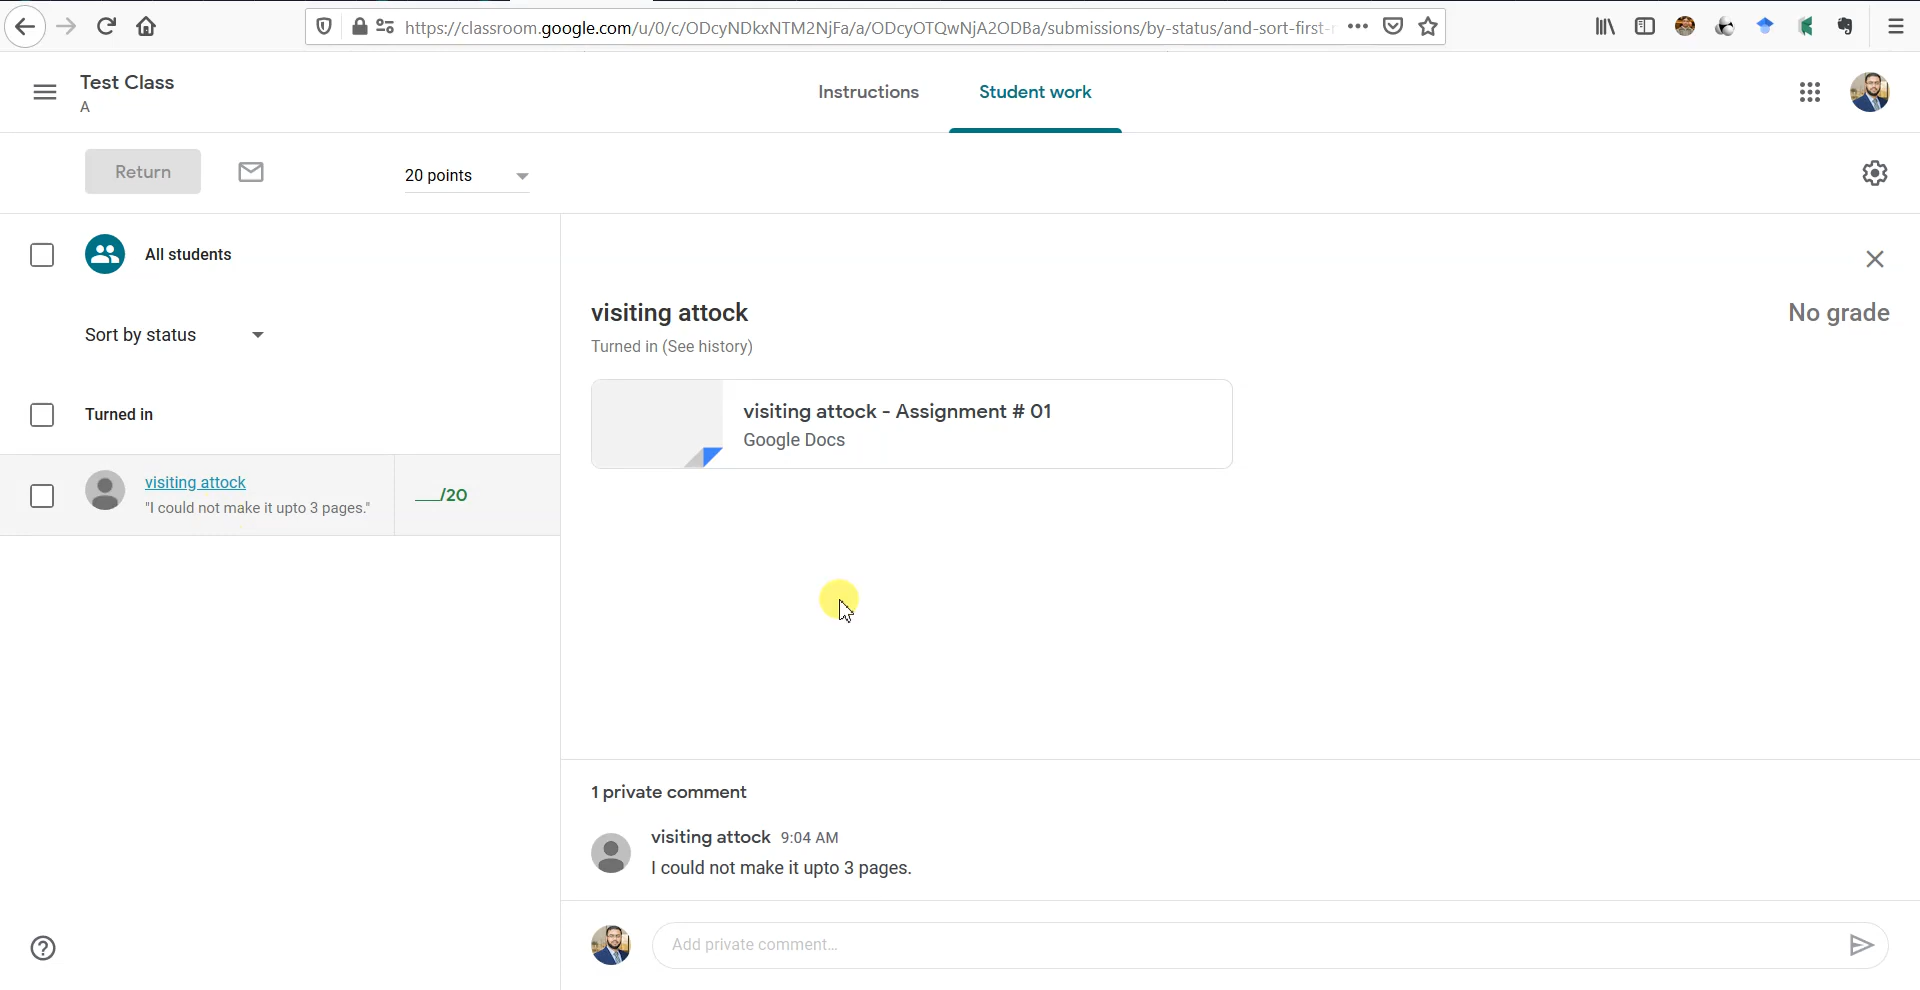 https://classroom.google.com/u/0/c/ODcyNDkxNTM2NjFa/a/ODcyOTQwNjA2ODBa/submissions/by-status/and-sort-first-
Test Class
A
Instructions
Student work
Return
20 points
All students
Sort by status
Turned in
visiting attock
"I could not make it upto 3 pages."
/20
visiting attock
No grade
Turned in (See history)
visiting attock - Assignment # 01
Google Docs
1 private comment
visiting attock 9:04 AM
I could not make it upto 3 pages.
Add private comment...